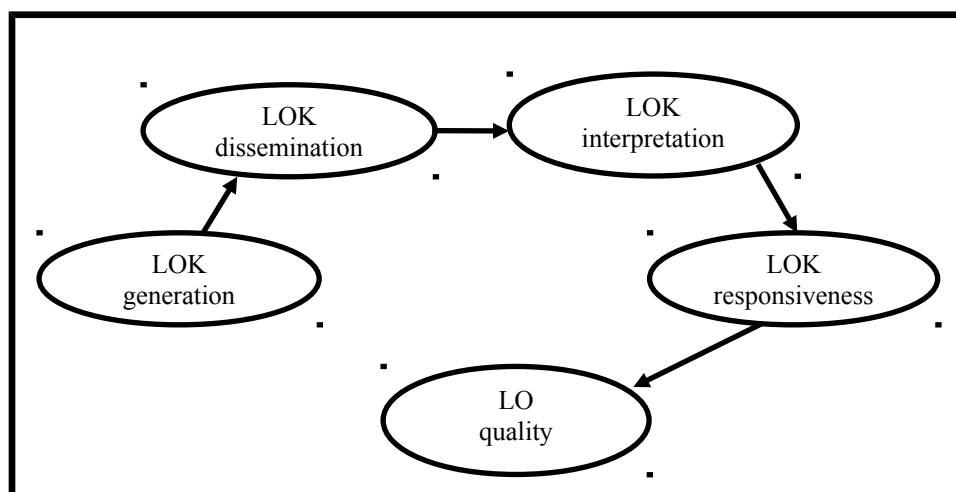 LOK
dissemination
LOK
interpretation
LOK
generation
LOK
responsiveness
LO
quality